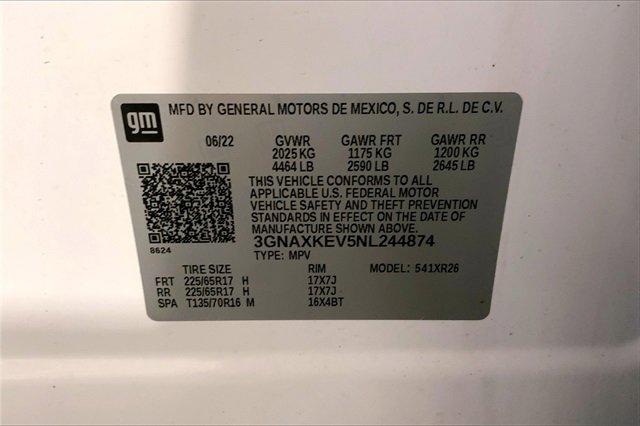 gm
MFD BY GENERAL MOTORS DE MEXICO, S. DE R.L. DE C.V.
06/22 GVWR GAWR FRT GAWR RR
2025 KG 1175 KG 1200 KG
4464 LB 2590 LB 2645 LB
THIS VEHICLE CONFORMS TO ALL
APPLICABLE U.S. FEDERAL MOTOR
VEHICLE SAFETY AND THEFT PREVENTION
STANDARDS IN EFFECT ON THE DATE OF
MANUFACTURE SHOWN ABOVE.
3GNAXKEV5NL244874
8624
TYPE: MPV MODEL: 541XR26
TIRE SIZE RIM
FRT 225/65R17 H 17X7J
RR 225/65R17 H 17X7J
SPA T135/70R16 M 16X4BT